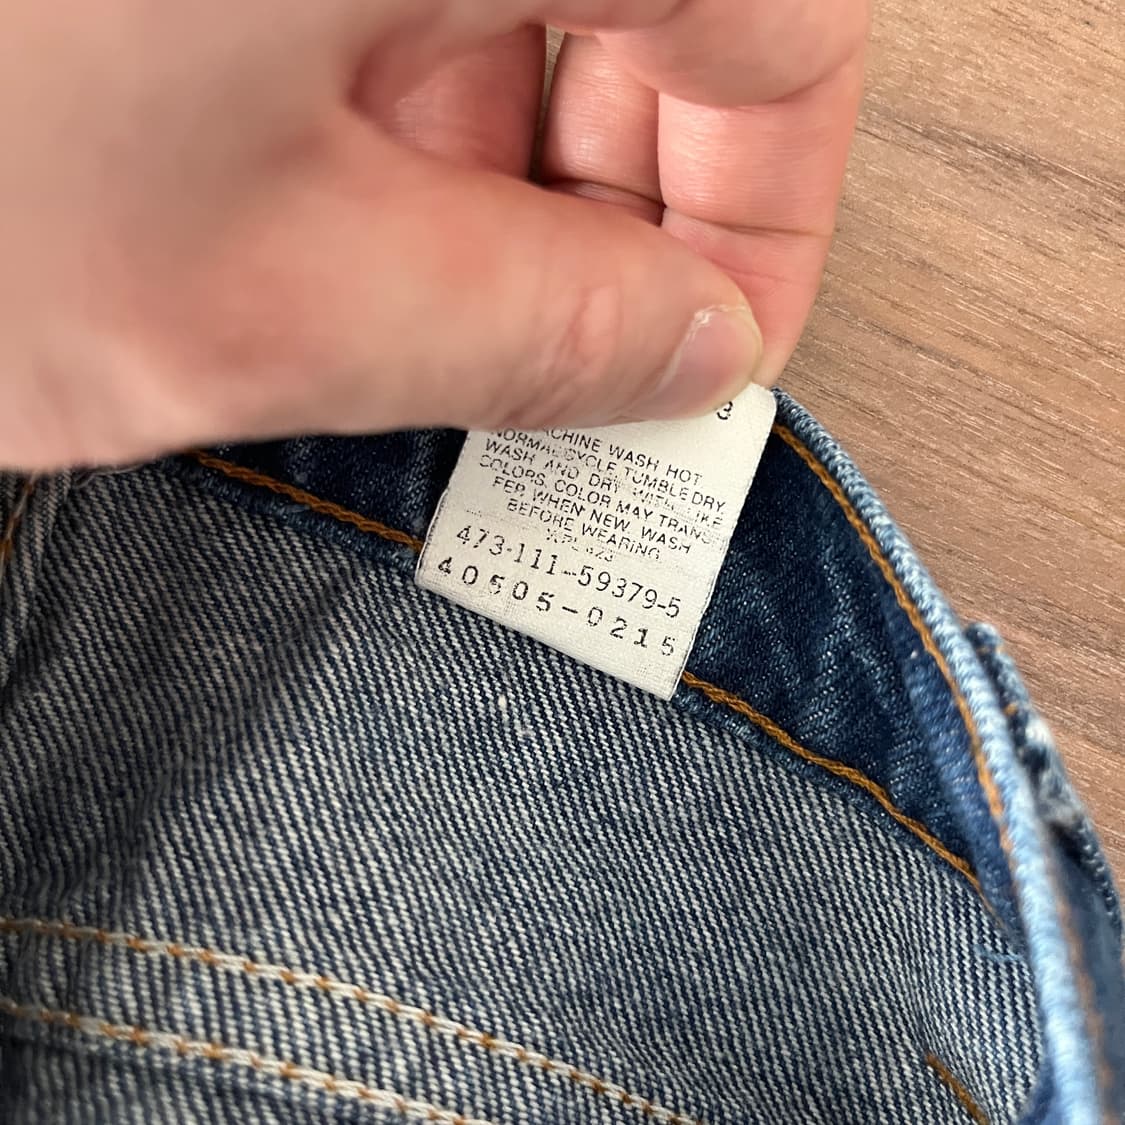 3
MACHINE WASH HOT
NORMAL CYCLE TUMBLE DRY
WASH AND DRY WITH LIKE
COLORS. COLOR MAY TRANS-
FER WHEN NEW. WASH
BEFORE WEARING
473-111-59379-5
40505-0215